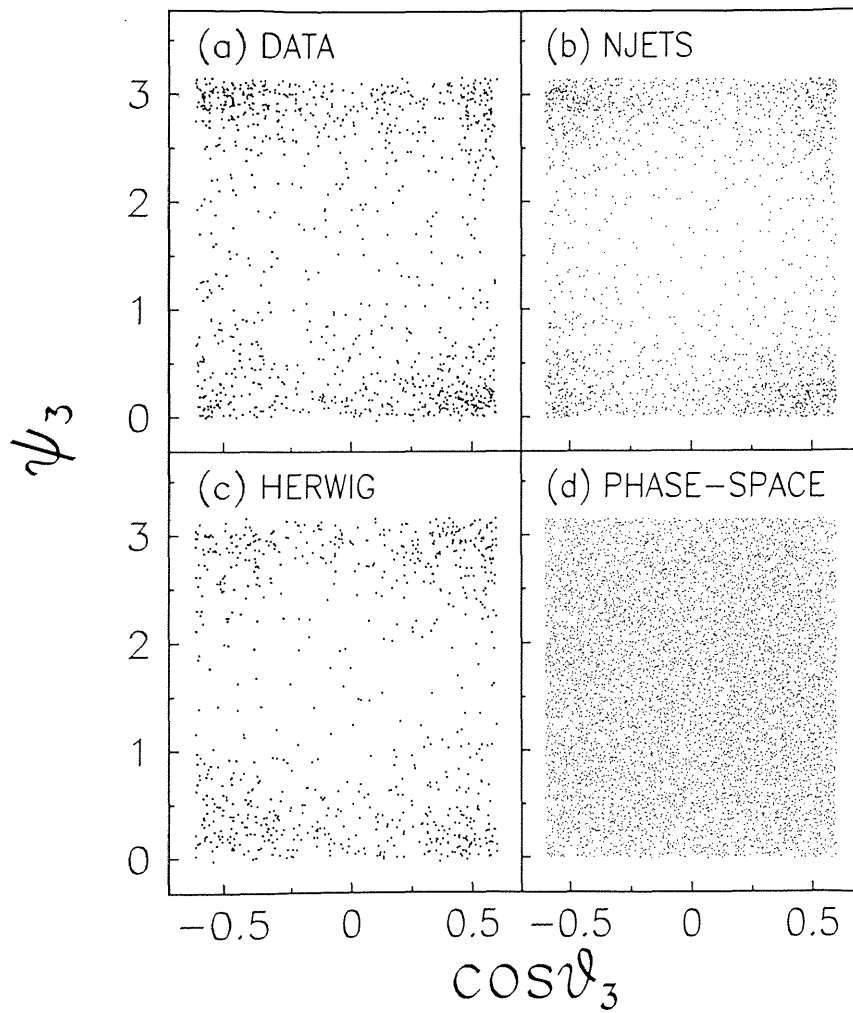 (a) DATA
(b) NJETS
3
2
1
0
(c) HERWIG
(d) PHASE-SPACE
3
2
1
0
ψ₃
-0.5 0 0.5
-0.5 0 0.5
COSϑ₃